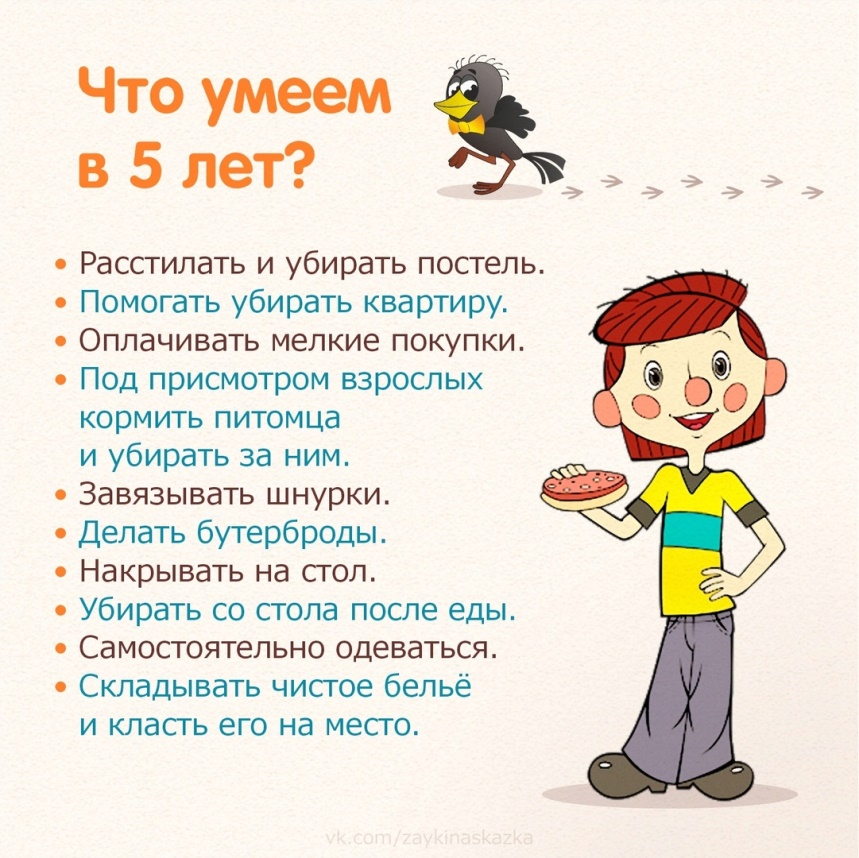 Что умеем
в 5 лет?
• Расстилать и убирать постель.
• Помогать убирать квартиру.
• Оплачивать мелкие покупки.
• Под присмотром взрослых
кормить питомца
и убирать за ним.
• Завязывать шнурки.
• Делать бутерброды.
• Накрывать на стол.
• Убирать со стола после еды.
• Самостоятельно одеваться.
• Складывать чистое бельё
и класть его на место.
vk.com/zaykinaskazka